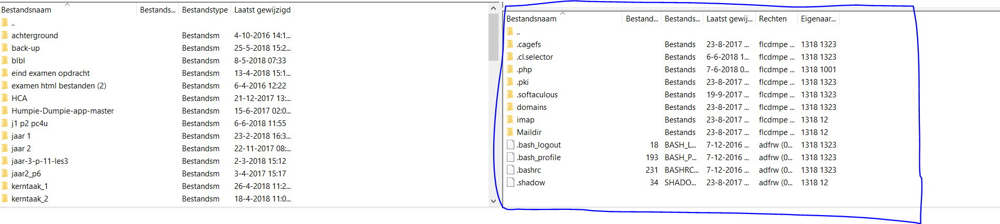 Bestandsnaam Bestands... Bestandstype Laatst gewijzigd
..
achterground Bestandsm 4-10-2016 14:1...
back-up Bestandsm 25-5-2018 15:2...
blbl Bestandsm 8-5-2018 07:33
eind examen opdracht Bestandsm 13-4-2018 15:1...
examen html bestanden (2) Bestandsm 6-4-2016 12:22
HCA Bestandsm 21-12-2017 13:...
Humpie-Dumpie-app-master Bestandsm 15-6-2017 02:0...
j1 p2 pc4u Bestandsm 6-6-2018 11:55
jaar 1 Bestandsm 23-2-2018 16:3...
jaar 2 Bestandsm 22-11-2017 08:...
jaar-3-p-11-les3 Bestandsm 2-3-2018 15:12
jaar2_p6 Bestandsm 3-4-2017 15:17
kerntaak_1 Bestandsm 26-4-2018 11:2...
kerntaak_2 Bestandsm 18-4-2018 11:0...
Bestandsnaam Bestand... Bestands... Laatst gewij... Rechten Eigenaar...
..
.cagefs Bestands 23-8-2017 ... flcdmpe ... 1318 1323
.cl.selector Bestands 6-6-2018 1... flcdmpe ... 1318 1323
.php Bestands 7-6-2018 0... flcdmpe ... 1318 1001
.pki Bestands 23-8-2017 ... flcdmpe ... 1318 1323
.softaculous Bestands 19-9-2017 ... flcdmpe ... 1318 1323
domains Bestands 23-8-2017 ... flcdmpe ... 1318 1323
imap Bestands 23-8-2017 ... flcdmpe ... 1318 12
Maildir Bestands 23-8-2017 ... flcdmpe ... 1318 12
.bash_logout 18 BASH_L... 7-12-2016 ... adfrw (0... 1318 1323
.bash_profile 193 BASH_P... 7-12-2016 ... adfrw (0... 1318 1323
.bashrc 231 BASHRC... 7-12-2016 ... adfrw (0... 1318 1323
.shadow 34 SHADO... 23-8-2017 ... adfrw (0... 1318 12